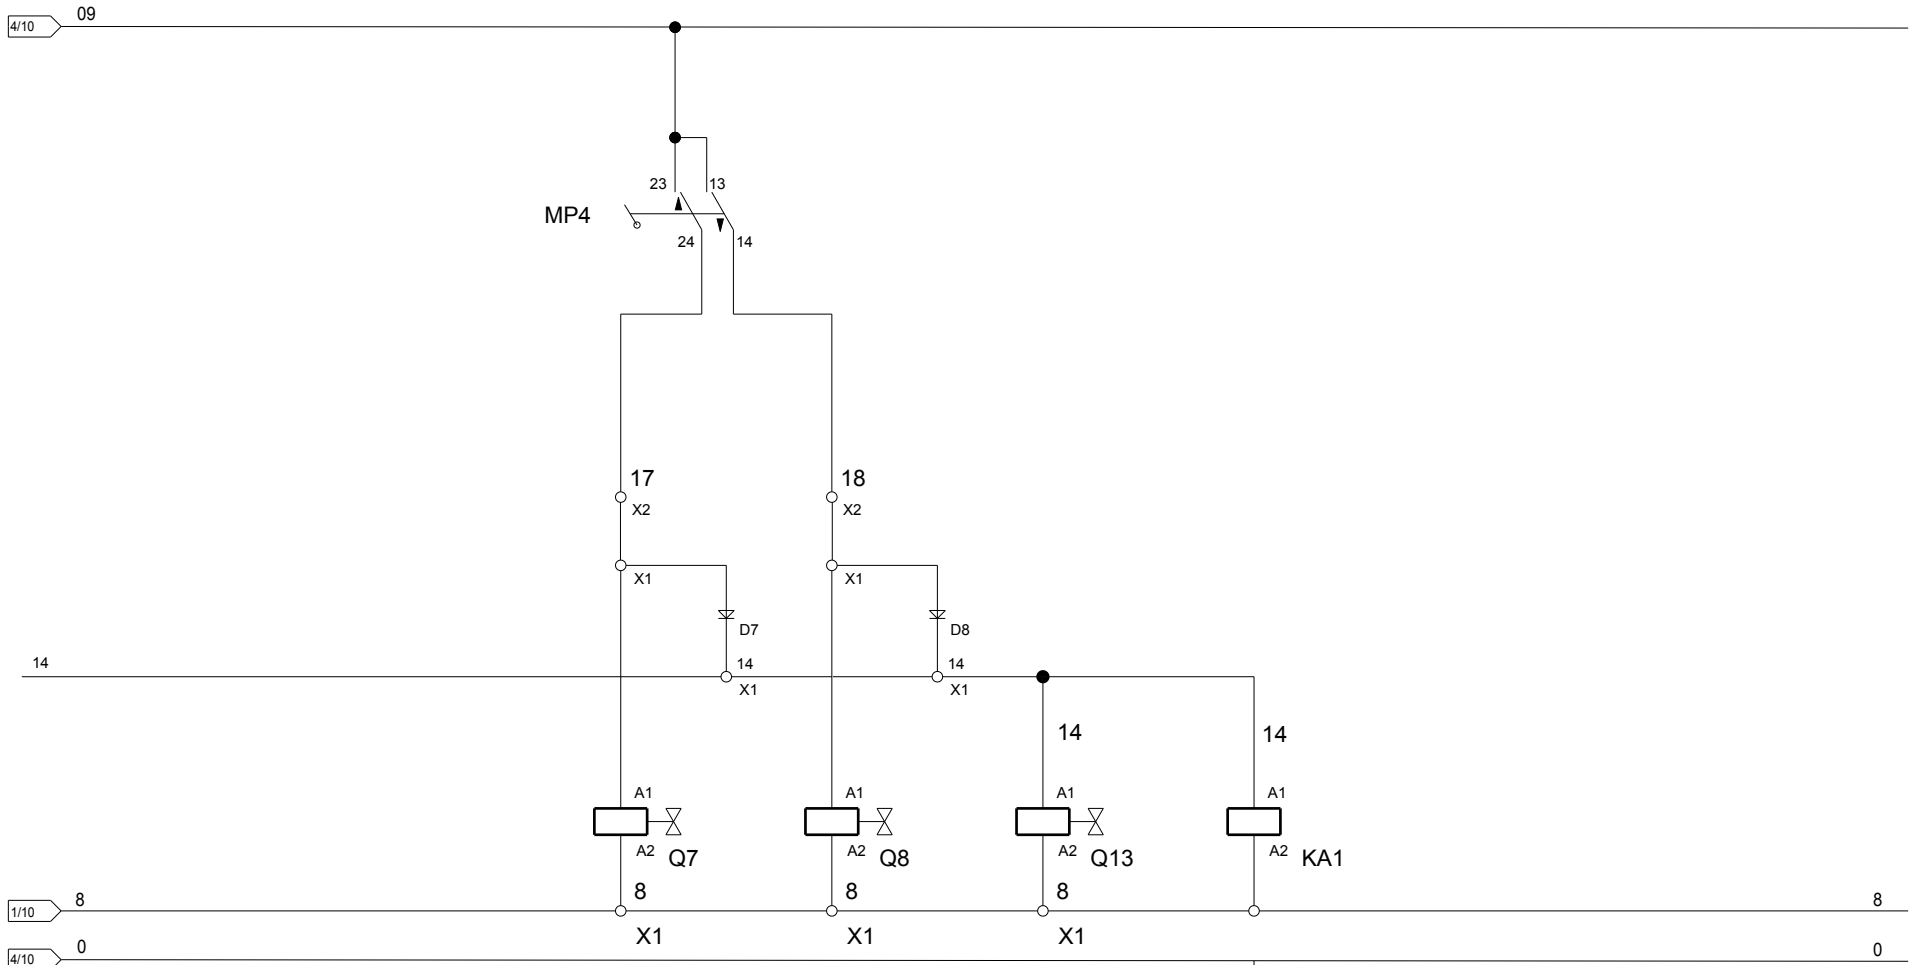 09
4/10
23 13
MP4
24 14
17 18
X2 X2
X1 X1
D7 D8
14 14 14
X1 X1
14 14
A1 A1 A1 A1
A2 Q7 A2 Q8 A2 Q13 A2 KA1
8 8 8 8 8
1/10
X1 X1 X1
0 0
4/10